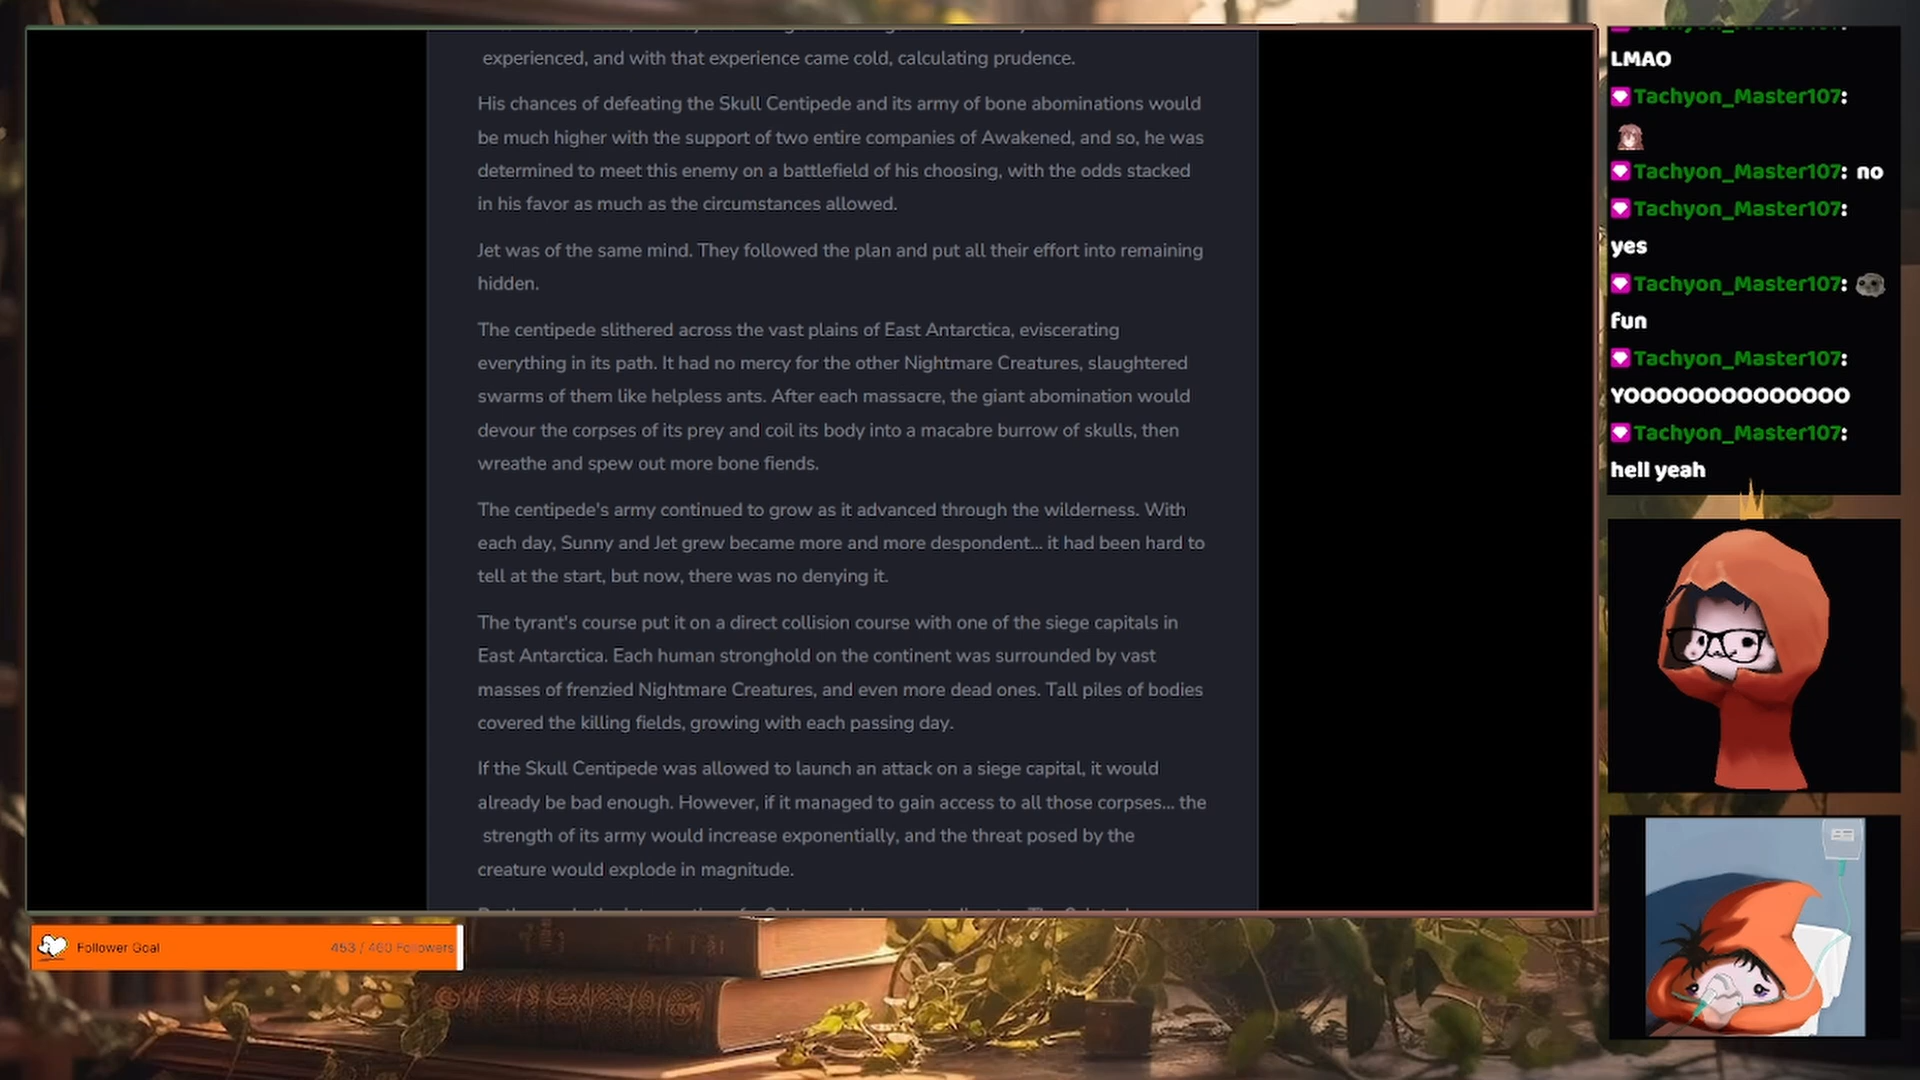 experienced, and with that experience came cold, calculating prudence.
His chances of defeating the Skull Centipede and its army of bone abominations would
be much higher with the support of two entire companies of Awakened, and so, he was
determined to meet this enemy on a battlefield of his choosing, with the odds stacked
in his favor as much as the circumstances allowed.
Jet was of the same mind. They followed the plan and put all their effort into remaining
hidden.
The centipede slithered across the vast plains of East Antarctica, eviscerating
everything in its path. It had no mercy for the other Nightmare Creatures, slaughtered
swarms of them like helpless ants. After each massacre, the giant abomination would
devour the corpses of its prey and coil its body into a macabre burrow of skulls, then
wreathe and spew out more bone fiends.
The centipede's army continued to grow as it advanced through the wilderness. With
each day, Sunny and Jet grew became more and more despondent... it had been hard to
tell at the start, but now, there was no denying it.
The tyrant's course put it on a direct collision course with one of the siege capitals in
East Antarctica. Each human stronghold on the continent was surrounded by vast
masses of frenzied Nightmare Creatures, and even more dead ones. Tall piles of bodies
covered the killing fields, growing with each passing day.
If the Skull Centipede was allowed to launch an attack on a siege capital, it would
already be bad enough. However, if it managed to gain access to all those corpses... the
strength of its army would increase exponentially, and the threat posed by the
creature would explode in magnitude.
LMAO
Tachyon_Master107:
Tachyon_Master107: no
Tachyon_Master107:
yes
Tachyon_Master107:
fun
Tachyon_Master107:
YOOOOOOOOOOOOOO
Tachyon_Master107:
hell yeah
Follower Goal
453 / 460 Followers